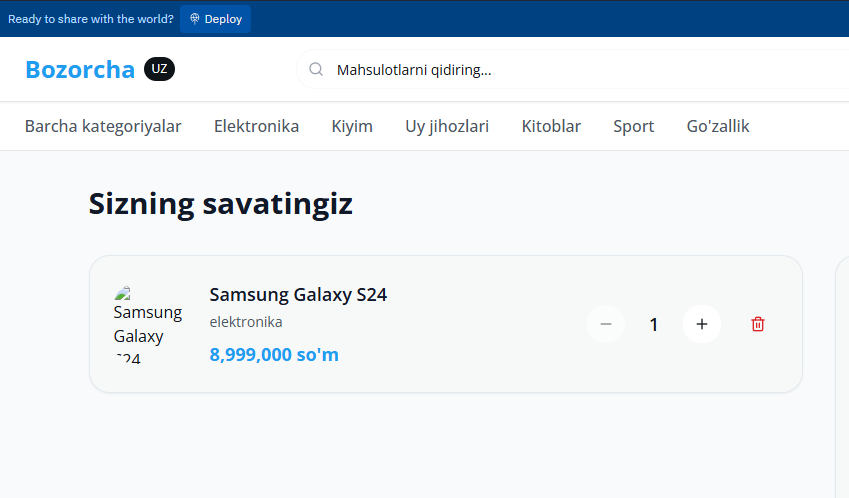 Ready to share with the world? Deploy
Bozorcha UZ Mahsulotlarni qidiring...
Barcha kategoriyalar Elektronika Kiyim Uy jihozlari Kitoblar Sport Go'zallik
Sizning savatingiz
Samsung
Galaxy
S24
Samsung Galaxy S24
elektronika
8,999,000 so'm
1